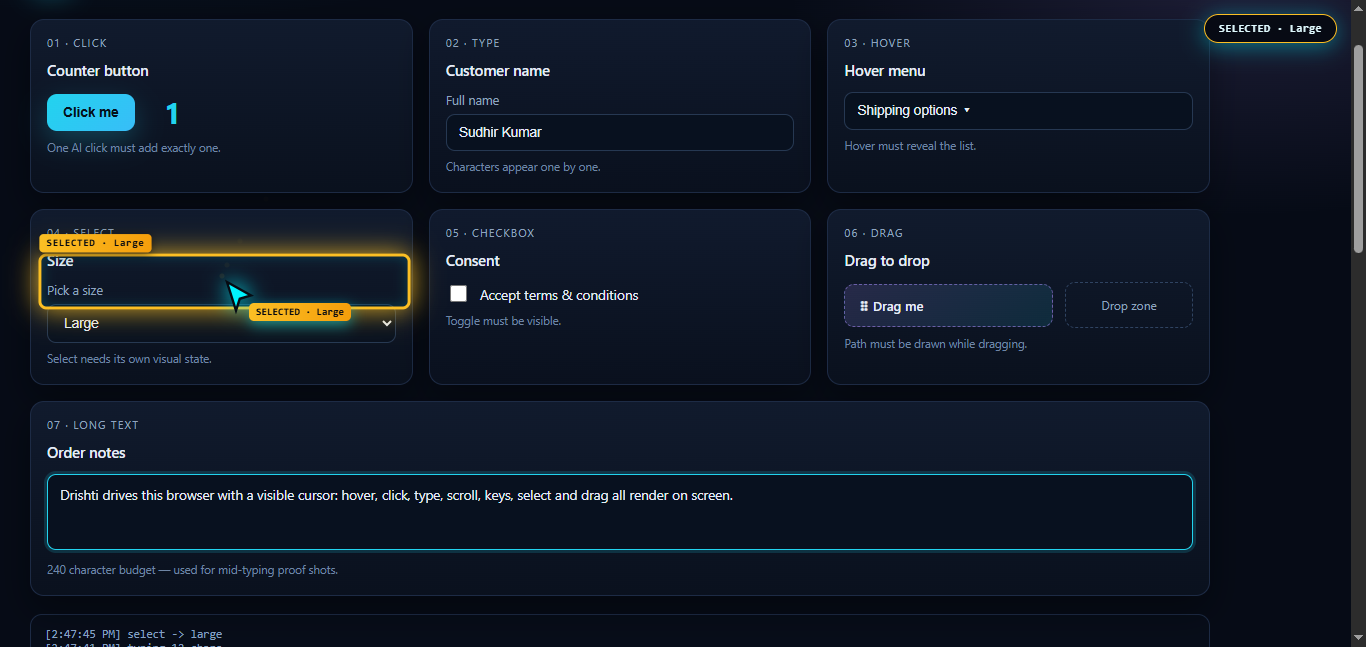 SELECTED · Large
01 · CLICK
Counter button
Click me
1
One AI click must add exactly one.
02 · TYPE
Customer name
Full name
Sudhir Kumar
Characters appear one by one.
03 · HOVER
Hover menu
Shipping options ▾
Hover must reveal the list.
04 · SELECT
SELECTED · Large
Size
Pick a size
SELECTED · Large
Large
Select needs its own visual state.
05 · CHECKBOX
Consent
Accept terms & conditions
Toggle must be visible.
06 · DRAG
Drag to drop
⠿ Drag me
Drop zone
Path must be drawn while dragging.
07 · LONG TEXT
Order notes
Drishti drives this browser with a visible cursor: hover, click, type, scroll, keys, select and drag all render on screen.
240 character budget — used for mid-typing proof shots.
[2:47:45 PM] select -> large